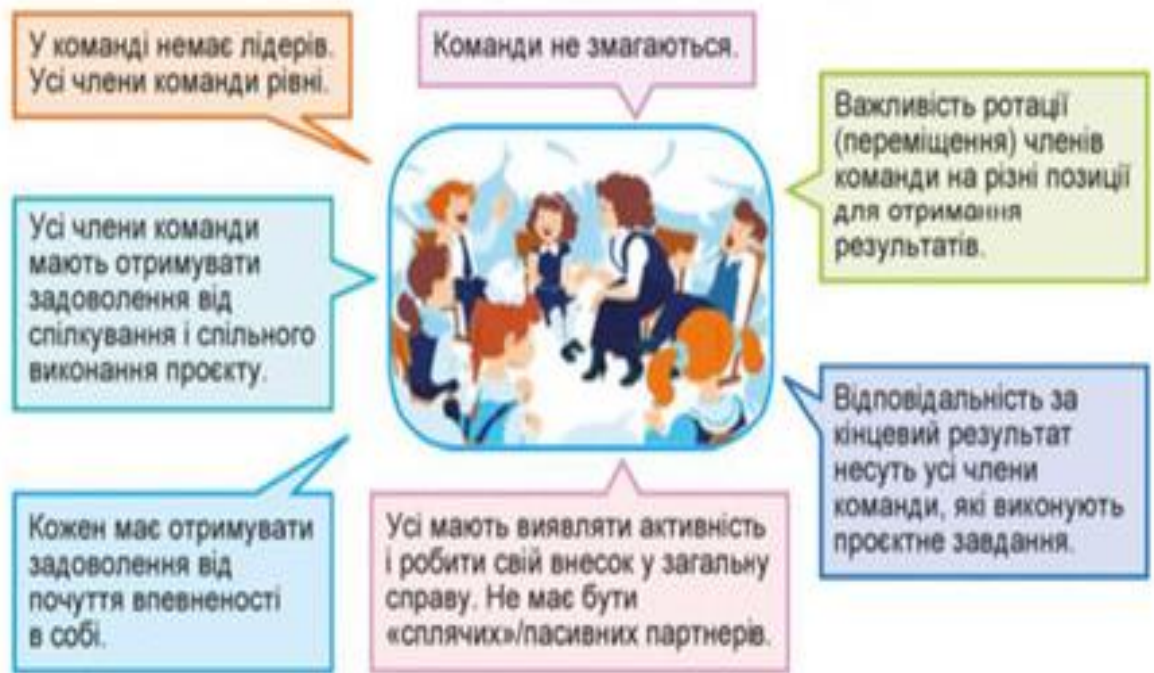 У команді немає лідерів.
Усі члени команди рівні.
Команди не змагаються.
Важливість ротації
(переміщення) членів
команди на різні позиції
для отримання
результатів.
Усі члени команди
мають отримувати
задоволення від
спілкування і спільного
виконання проєкту.
Відповідальність за
кінцевий результат
несуть усі члени
команди, які виконують
проєктне завдання.
Кожен має отримувати
задоволення від
почуття впевненості
в собі.
Усі мають виявляти активність
і робити свій внесок у загальну
справу. Не має бути
«сплячих»/пасивних партнерів.